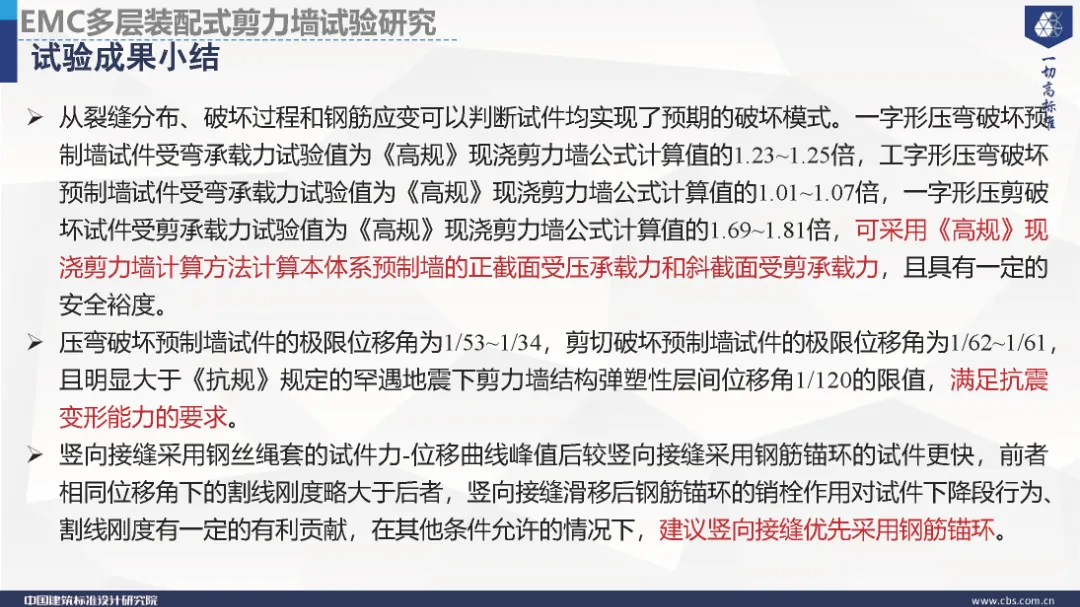 EMC多层装配式剪力墙试验研究
试验成果小结
一切高标准
➢ 从裂缝分布、破坏过程和钢筋应变可以判断试件均实现了预期的破坏模式。一字形压弯破坏预
制墙试件受弯承载力试验值为《高规》现浇剪力墙公式计算值的1.23~1.25倍，工字形压弯破坏
预制墙试件受弯承载力试验值为《高规》现浇剪力墙公式计算值的1.01~1.07倍，一字形压剪破
坏试件受剪承载力试验值为《高规》现浇剪力墙公式计算值的1.69~1.81倍，可采用《高规》现
浇剪力墙计算方法计算本体系预制墙的正截面受压承载力和斜截面受剪承载力，且具有一定的
安全裕度。
➢ 压弯破坏预制墙试件的极限位移角为1/53~1/34，剪切破坏预制墙试件的极限位移角为1/62~1/61，
且明显大于《抗规》规定的罕遇地震下剪力墙结构弹塑性层间位移角1/120的限值，满足抗震
变形能力的要求。
➢ 竖向接缝采用钢丝绳套的试件力-位移曲线峰值后较竖向接缝采用钢筋锚环的试件更快，前者
相同位移角下的割线刚度略大于后者，竖向接缝滑移后钢筋锚环的销栓作用对试件下降段行为、
割线刚度有一定的有利贡献，在其他条件允许的情况下，建议竖向接缝优先采用钢筋锚环。
中国建筑标准设计研究院
www.cbs.com.cn